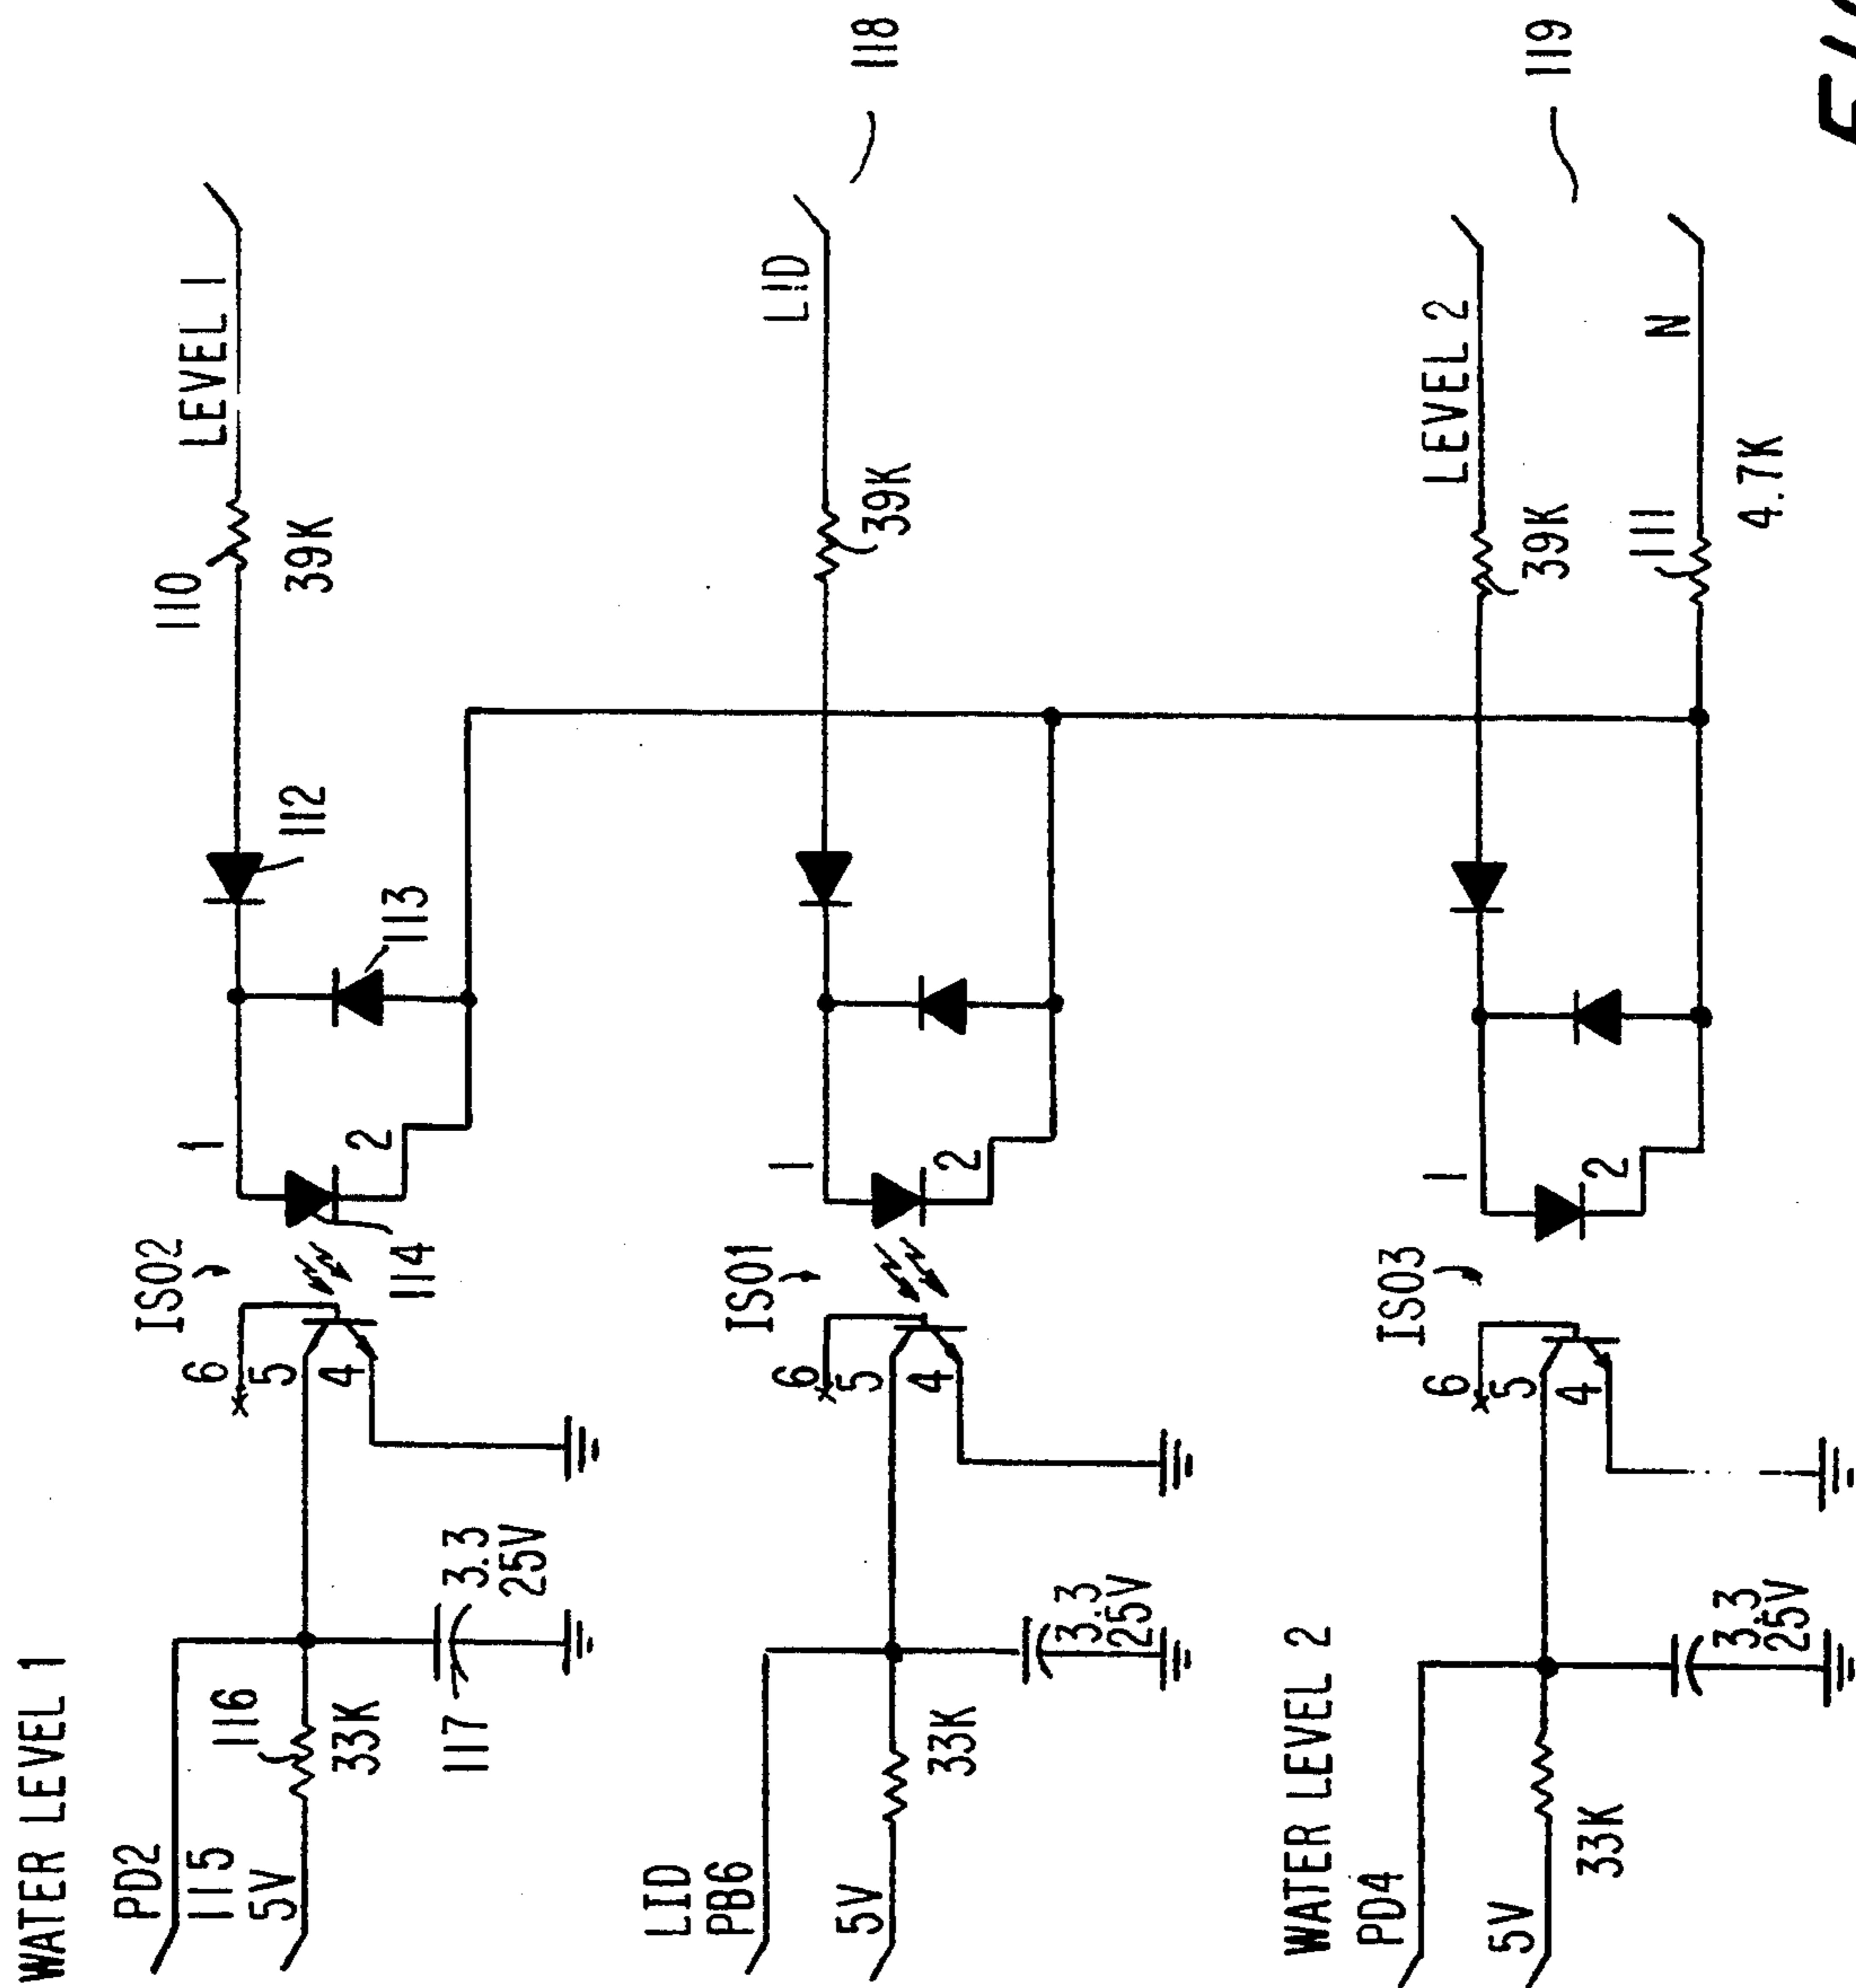 WATER LEVEL 1
PD2
115
5V
116
33K
117
3.3
25V
ISO2
6
5
4
114
1
2
113
112
110
39K
LEVEL 1
LID
PB6
5V
33K
3.3
25V
ISO1
6
5
4
1
2
39K
LID
118
WATER LEVEL 2
PD4
5V
33K
3.3
25V
ISO3
6
5
4
1
2
39K
LEVEL 2
111
4.7K
N
119